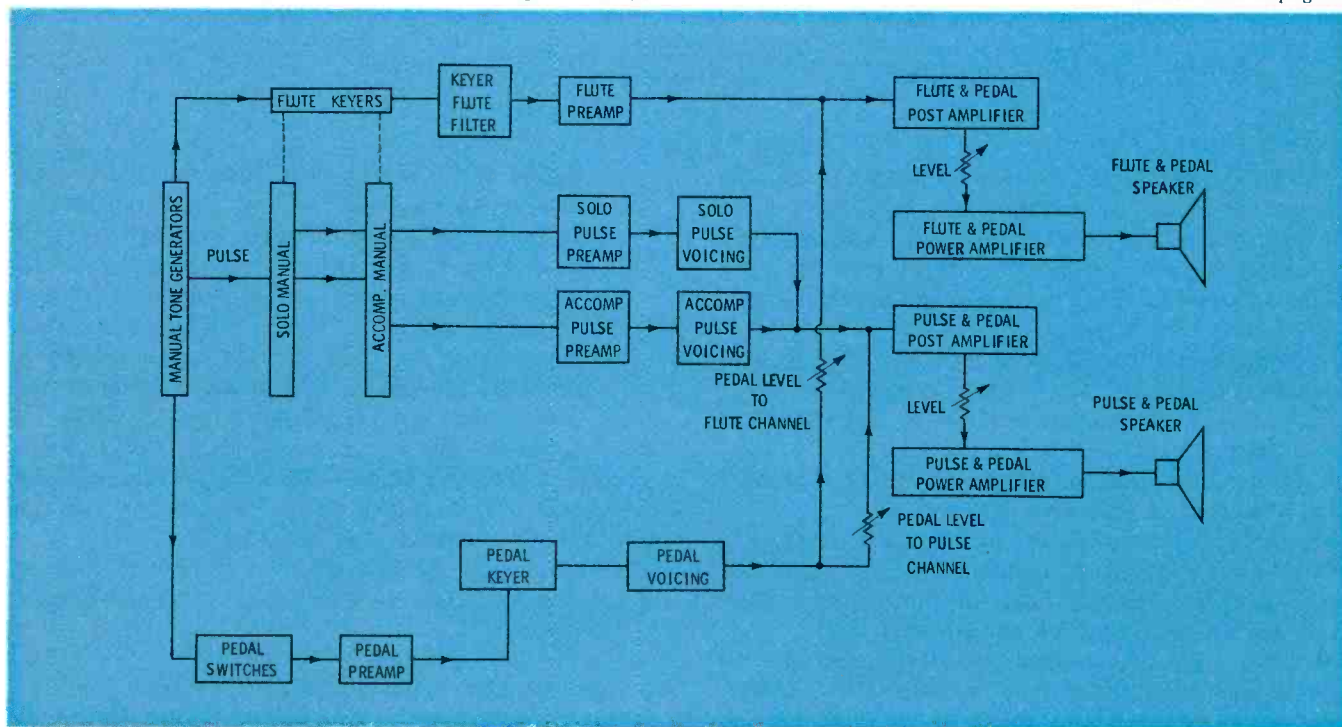 FLUTE KEYERS
KEYER
FLUTE
FILTER
FLUTE
PREAMP
FLUTE & PEDAL
POST AMPLIFIER
LEVEL
FLUTE & PEDAL
SPEAKER
FLUTE & PEDAL
POWER AMPLIFIER
MANUAL TONE GENERATORS
PULSE
SOLO MANUAL
ACCOMP. MANUAL
SOLO
PULSE
PREAMP
SOLO
PULSE
VOICING
ACCOMP
PULSE
PREAMP
ACCOMP
PULSE
VOICING
PEDAL LEVEL
TO
FLUTE CHANNEL
PULSE & PEDAL
POST AMPLIFIER
LEVEL
PULSE & PEDAL
SPEAKER
PULSE & PEDAL
POWER AMPLIFIER
PEDAL LEVEL
TO PULSE
CHANNEL
PEDAL
KEYER
PEDAL
VOICING
PEDAL
SWITCHES
PEDAL
PREAMP